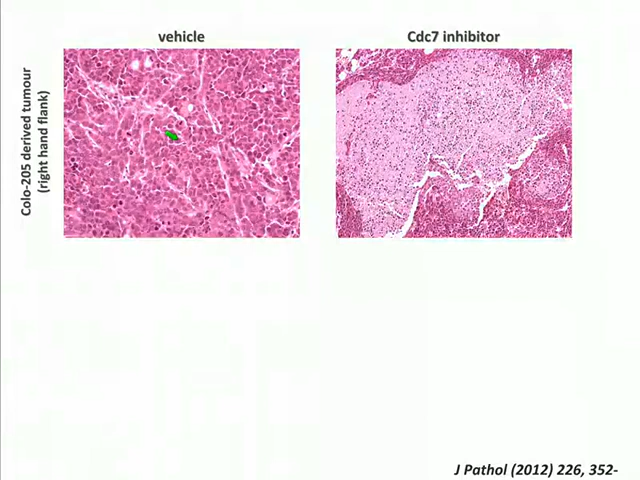 vehicle
Cdc7 inhibitor
Colo-205 derived tumour
(right hand flank)
J Pathol (2012) 226, 352-